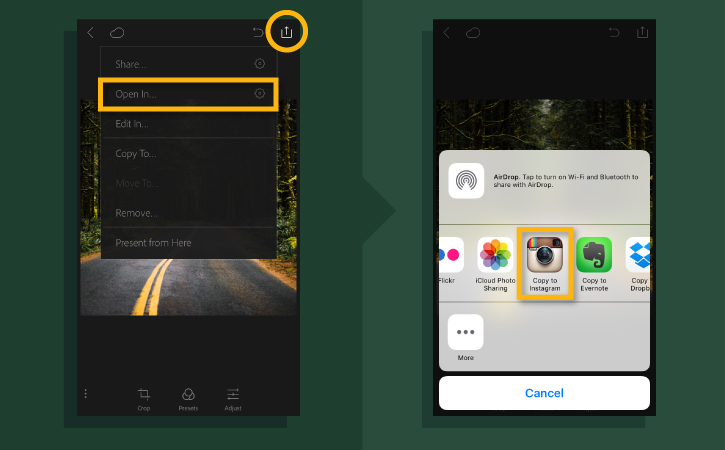 Share...
Open In...
Edit In...
Copy To...
Move To...
Remove...
Present from Here
Crop
Presets
Adjust
AirDrop. Tap to turn on Wi-Fi and Bluetooth to
share with AirDrop.
Flickr
iCloud Photo
Sharing
Copy to
Instagram
Copy to
Evernote
Copy
Dropb
More
Cancel